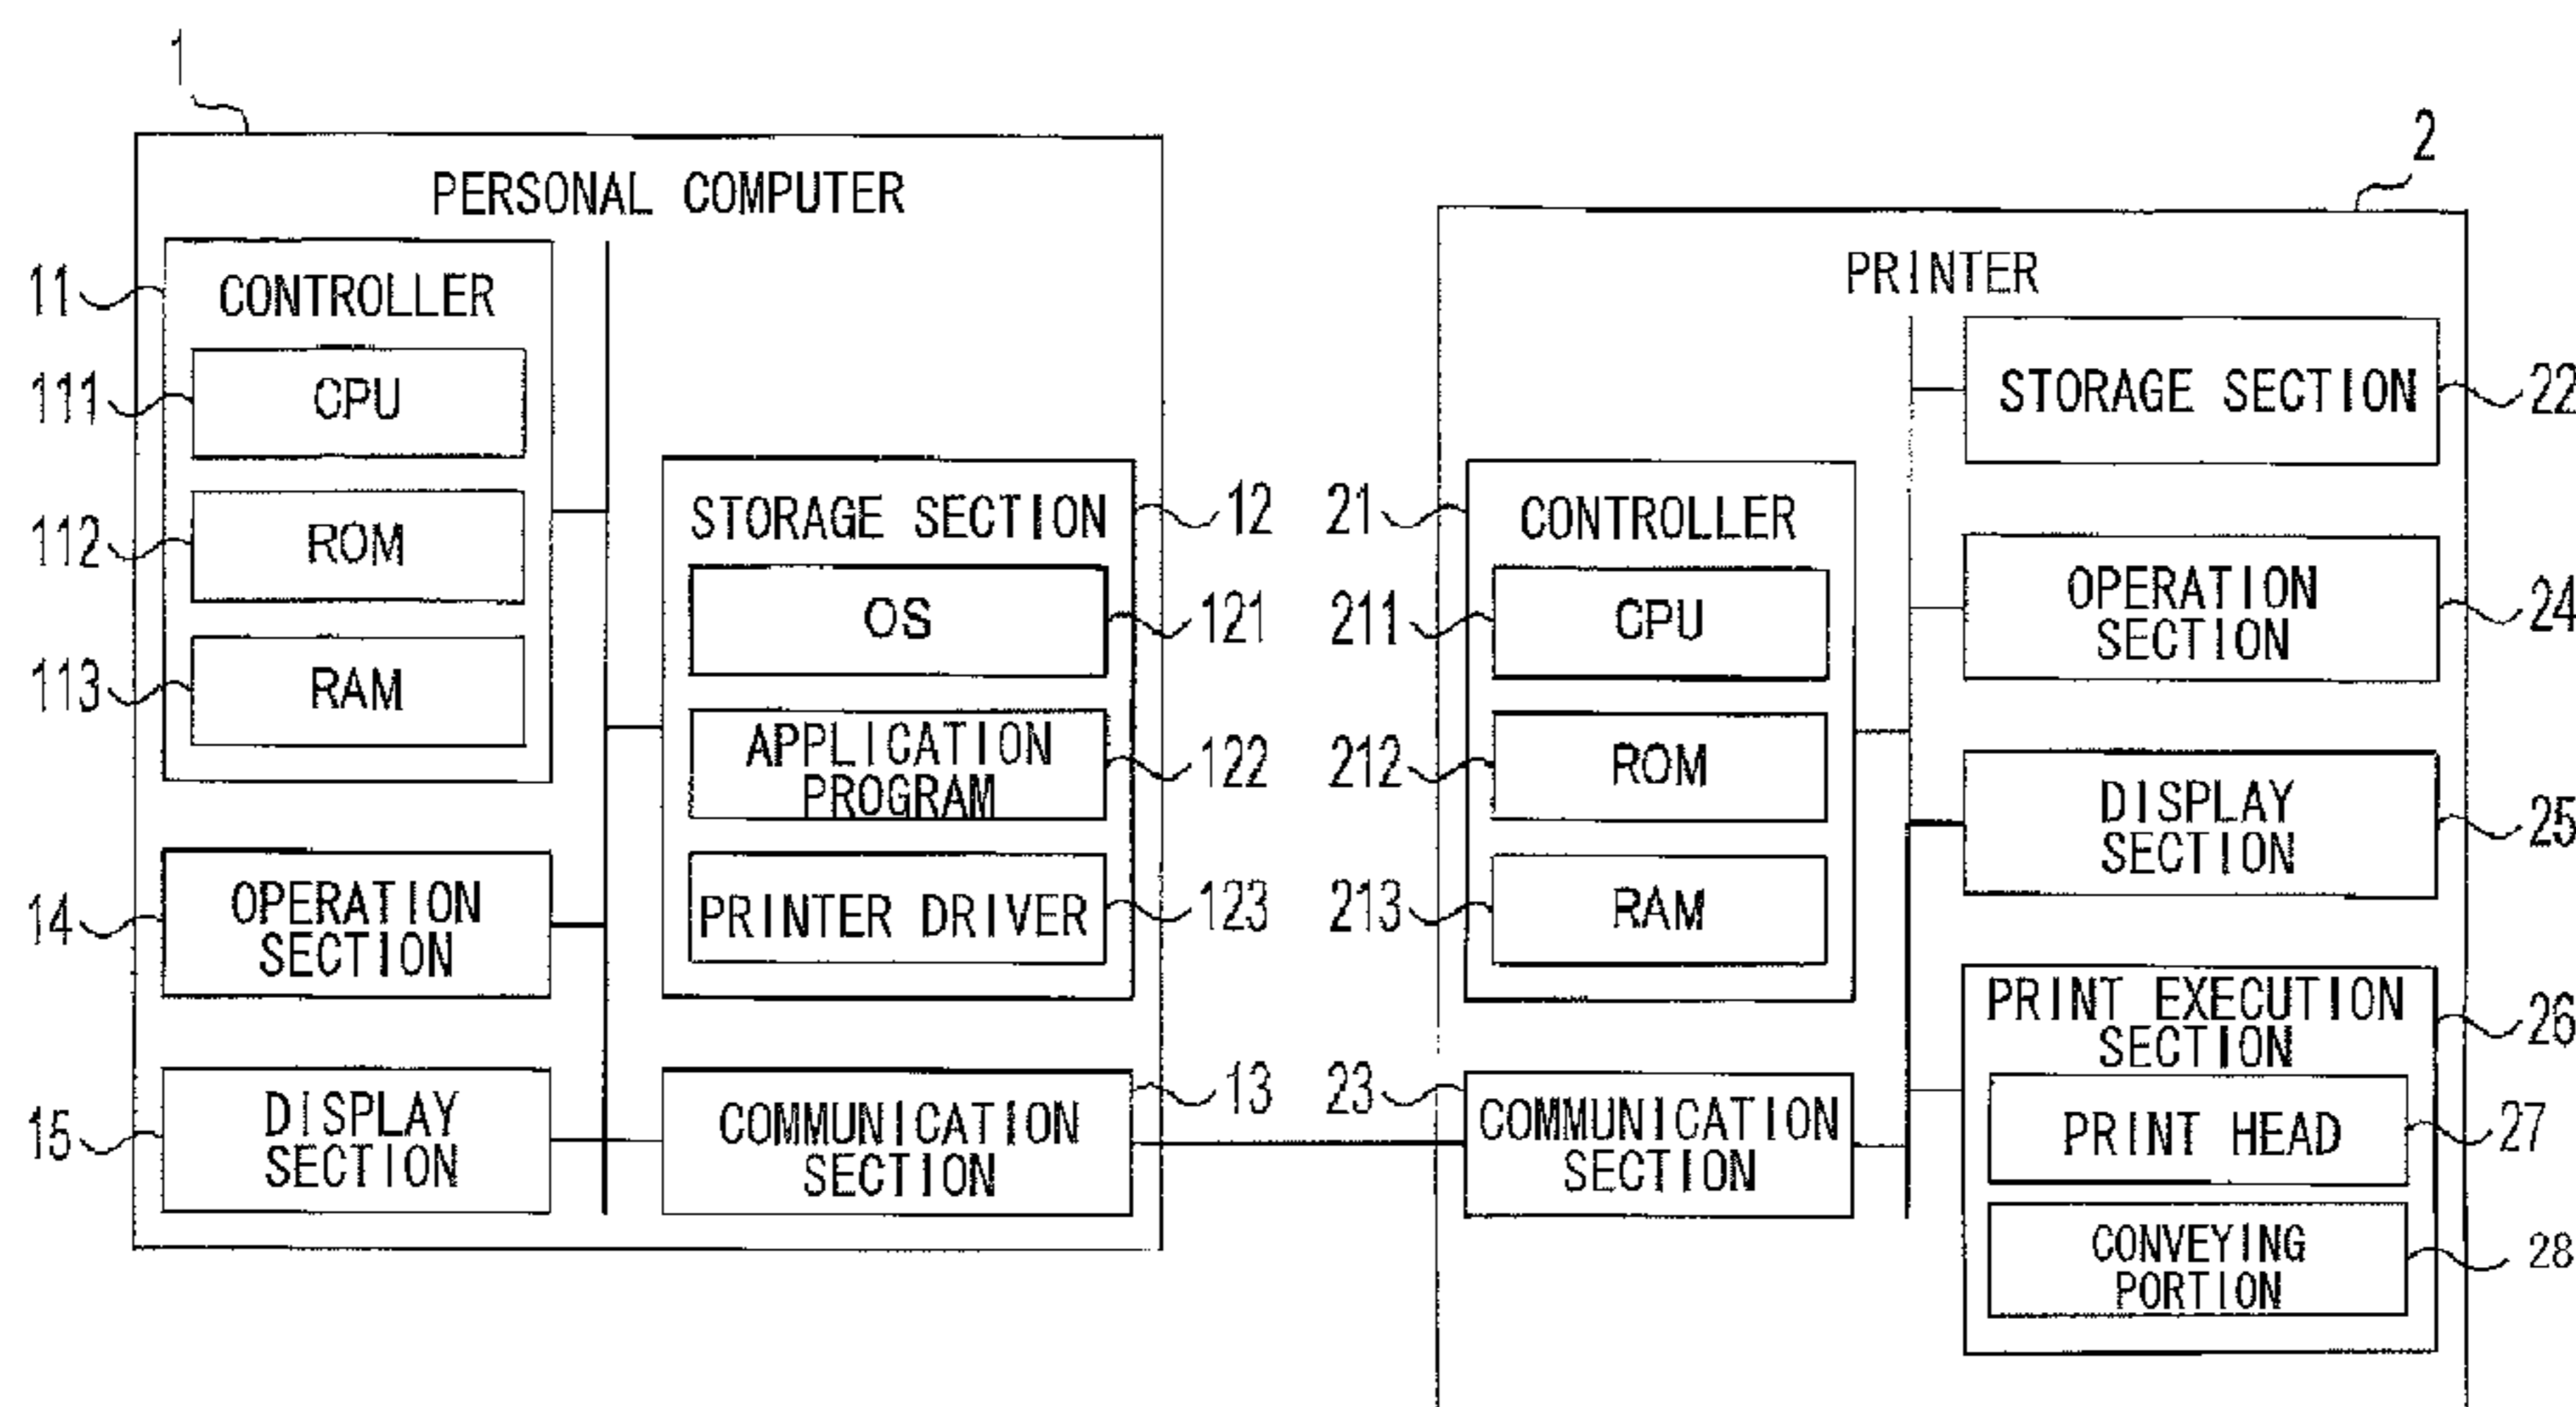 1
PERSONAL COMPUTER
11
CONTROLLER
111
CPU
112
ROM
113
RAM
STORAGE SECTION
12
OS
121
APPLICATION
PROGRAM
122
PRINTER DRIVER
123
14
OPERATION
SECTION
15
DISPLAY
SECTION
COMMUNICATION
SECTION
13
2
PRINTER
21
CONTROLLER
211
CPU
212
ROM
213
RAM
23
COMMUNICATION
SECTION
STORAGE SECTION
22
OPERATION
SECTION
24
DISPLAY
SECTION
25
PRINT EXECUTION
SECTION
26
PRINT HEAD
27
CONVEYING
PORTION
28